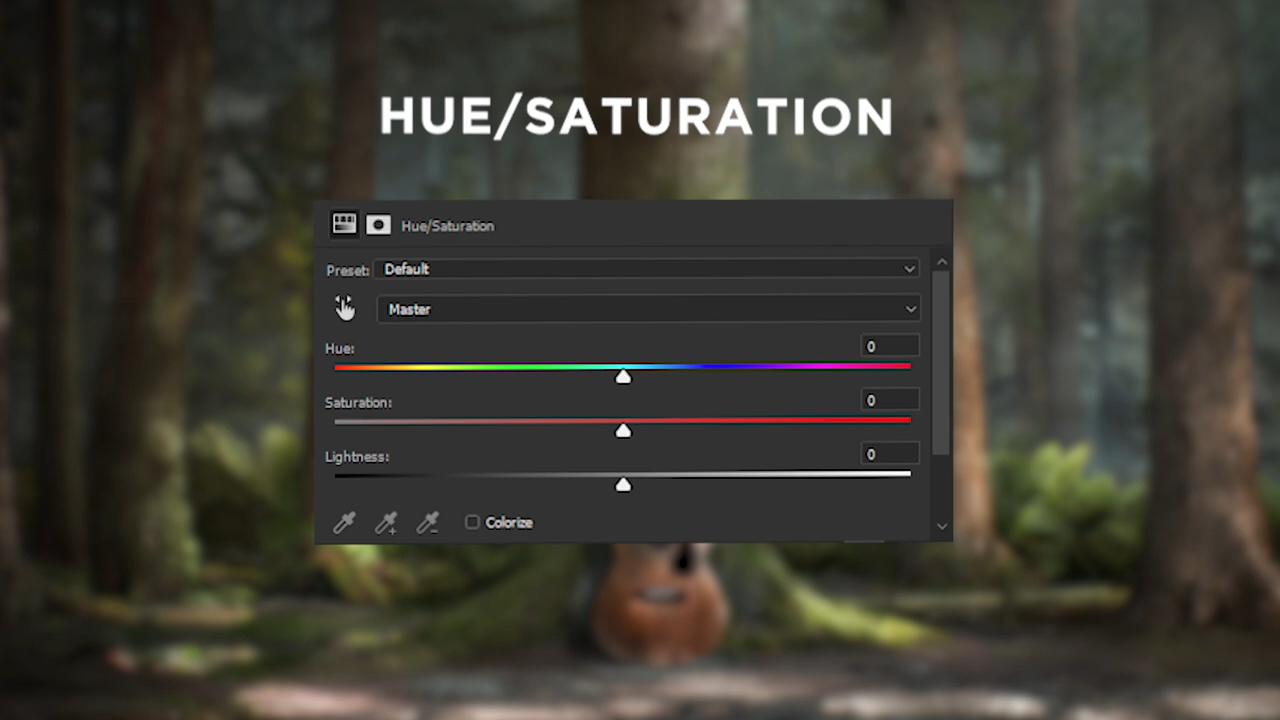 HUE/SATURATION
Hue/Saturation
Preset: Default
Master
Hue: 0
Saturation: 0
Lightness: 0
Colorize